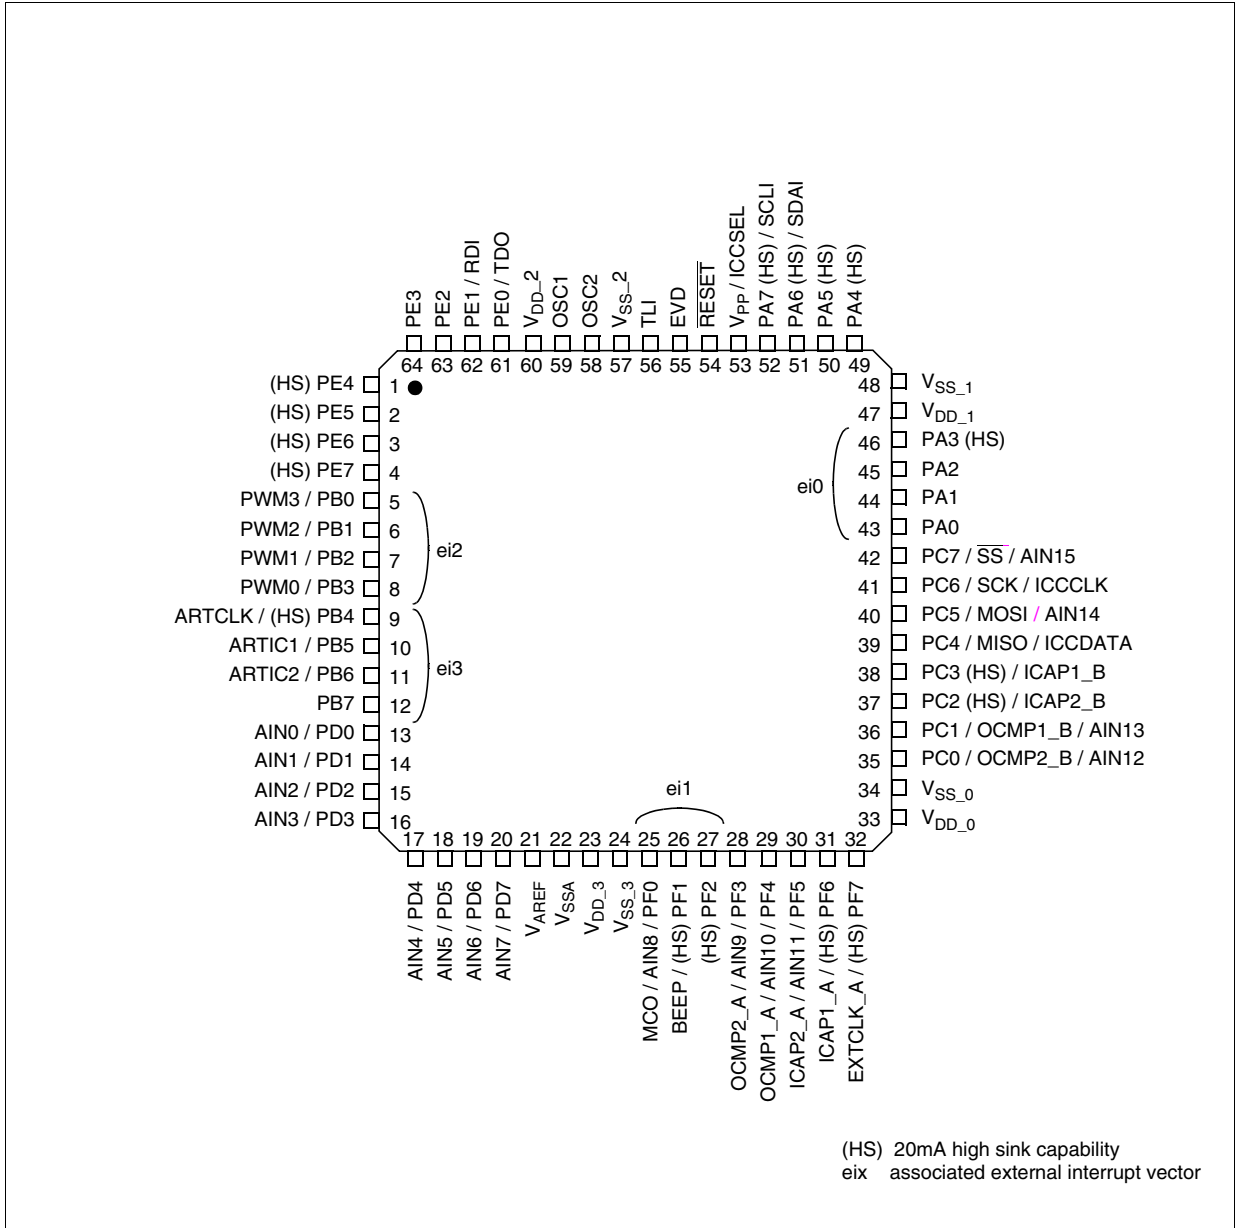 PE3
PE2
PE1 / RDI
PE0 / TDO
VDD_2
OSC1
OSC2
VSS_2
TLI
EVD
RESET
VPP / ICCSEL
PA7 (HS) / SCLI
PA6 (HS) / SDAI
PA5 (HS)
PA4 (HS)
64 63 62 61 60 59 58 57 56 55 54 53 52 51 50 49
(HS) PE4 1
(HS) PE5 2
(HS) PE6 3
(HS) PE7 4
PWM3 / PB0 5
PWM2 / PB1 6
PWM1 / PB2 7
PWM0 / PB3 8
ei2
ARTCLK / (HS) PB4 9
ARTIC1 / PB5 10
ARTIC2 / PB6 11
PB7 12
ei3
AIN0 / PD0 13
AIN1 / PD1 14
AIN2 / PD2 15
AIN3 / PD3 16
48 VSS_1
47 VDD_1
46 PA3 (HS)
45 PA2
ei0
44 PA1
43 PA0
42 PC7 / SS / AIN15
41 PC6 / SCK / ICCCLK
40 PC5 / MOSI / AIN14
39 PC4 / MISO / ICCDATA
38 PC3 (HS) / ICAP1_B
37 PC2 (HS) / ICAP2_B
36 PC1 / OCMP1_B / AIN13
35 PC0 / OCMP2_B / AIN12
34 VSS_0
33 VDD_0
ei1
17 18 19 20 21 22 23 24 25 26 27 28 29 30 31 32
AIN4 / PD4
AIN5 / PD5
AIN6 / PD6
AIN7 / PD7
VAREF
VSSA
VDD_3
VSS_3
MCO / AIN8 / PF0
BEEP / (HS) PF1
(HS) PF2
OCMP2_A / AIN9 / PF3
OCMP1_A / AIN10 / PF4
ICAP2_A / AIN11 / PF5
ICAP1_A / (HS) PF6
EXTCLK_A / (HS) PF7
(HS) 20mA high sink capability
eix associated external interrupt vector